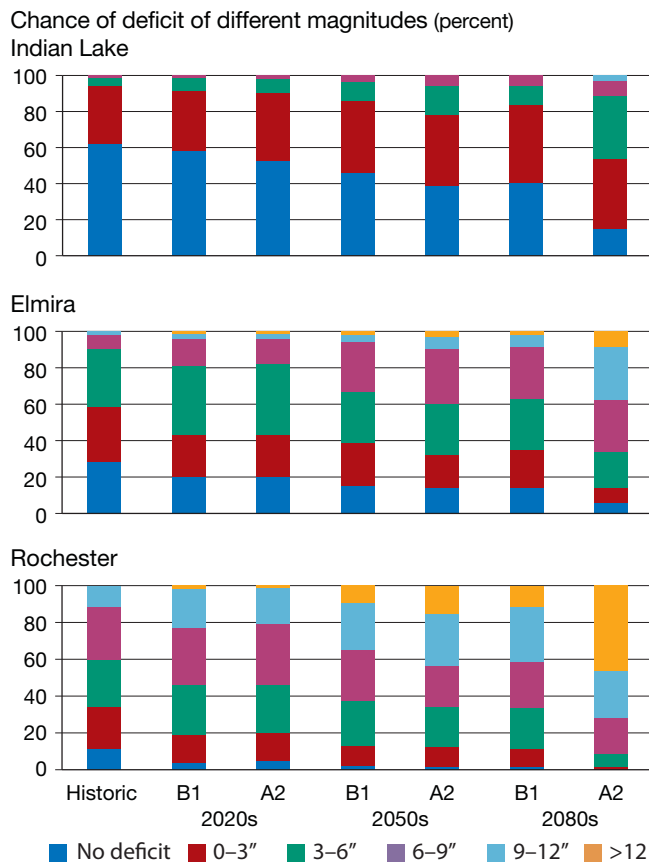 Chance of deficit of different magnitudes (percent)
Indian Lake
100
80
60
40
20
0
Elmira
100
80
60
40
20
0
Rochester
100
80
60
40
20
0
Historic B1 A2 B1 A2 B1 A2
2020s 2050s 2080s
No deficit 0–3″ 3–6″ 6–9″ 9–12″ >12